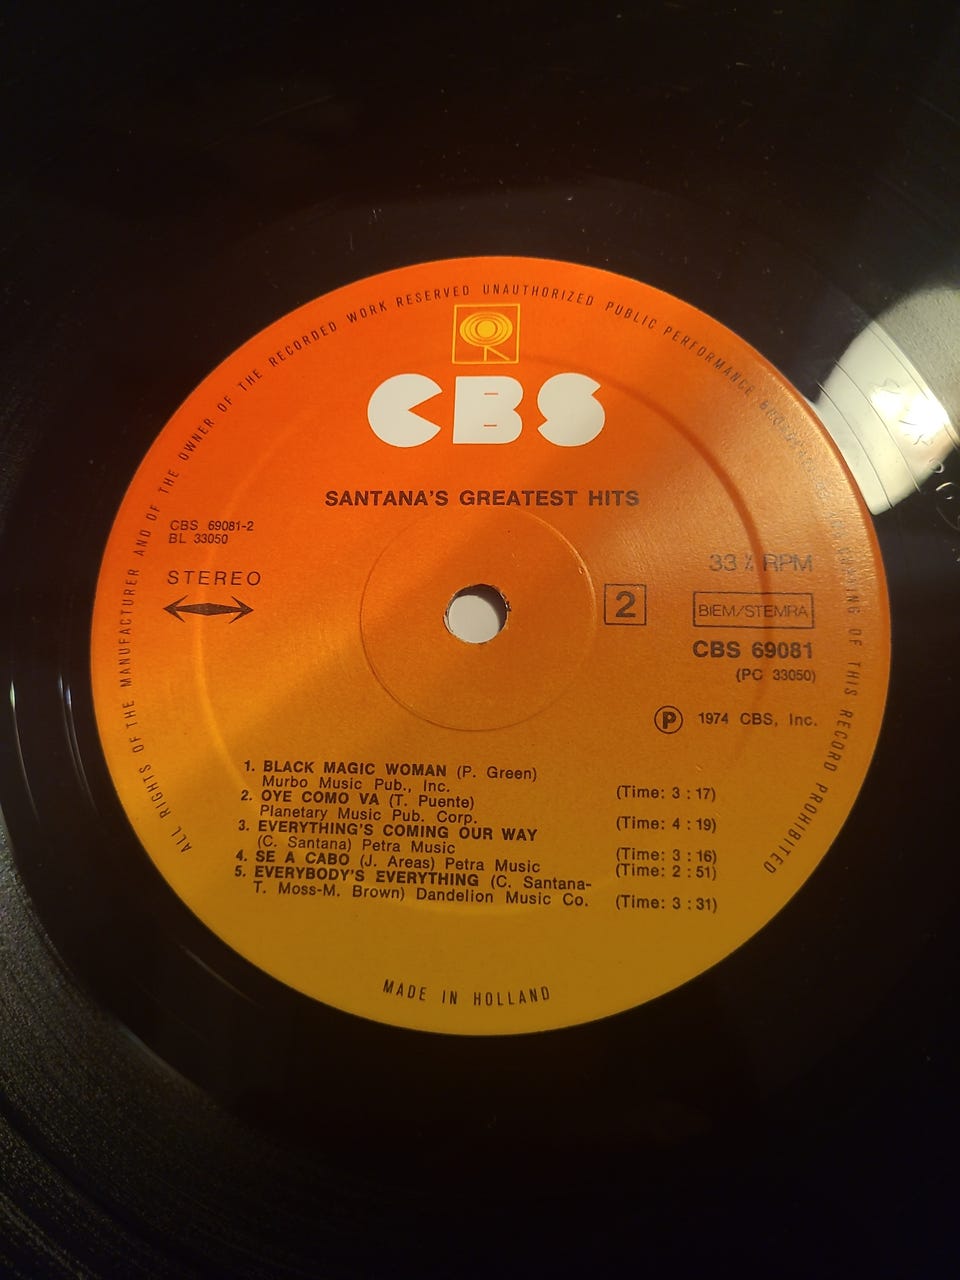 ALL RIGHTS OF THE MANUFACTURER AND OF THE OWNER OF THE RECORDED WORK RESERVED UNAUTHORIZED PUBLIC PERFORMANCE OF THIS RECORD PROHIBITED
CBS
SANTANA'S GREATEST HITS
CBS 69081-2
BL 33050
STEREO
33 ⅓ RPM
2
BIEM/STEMRA
CBS 69081
(PC 33050)
Ⓟ 1974 CBS, Inc.
1. BLACK MAGIC WOMAN (P. Green)
Murbo Music Pub., Inc. (Time: 3 : 17)
2. OYE COMO VA (T. Puente)
Planetary Music Pub. Corp. (Time: 4 : 19)
3. EVERYTHING'S COMING OUR WAY
(C. Santana) Petra Music (Time: 3 : 16)
4. SE A CABO (J. Areas) Petra Music (Time: 2 : 51)
5. EVERYBODY'S EVERYTHING (C. Santana-
T. Moss-M. Brown) Dandelion Music Co. (Time: 3 : 31)
MADE IN HOLLAND